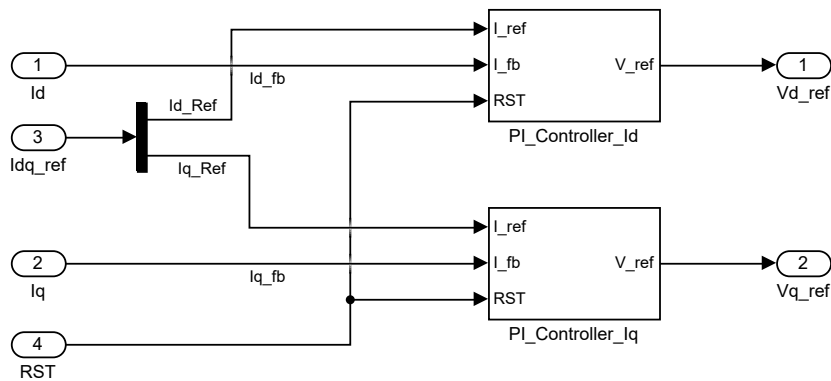 I_ref
1
Id
Id_fb
I_fb
V_ref
1
Vd_ref
Id_Ref
RST
3
Idq_ref
PI_Controller_Id
Iq_Ref
I_ref
2
Iq
Iq_fb
I_fb
V_ref
2
Vq_ref
RST
4
RST
PI_Controller_Iq